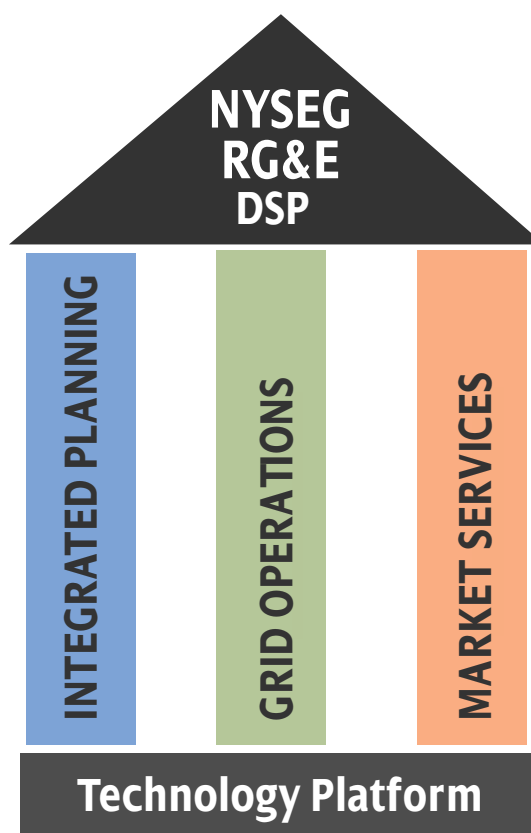 NYSEG
RG&E
DSP
INTEGRATED PLANNING
GRID OPERATIONS
MARKET SERVICES
Technology Platform